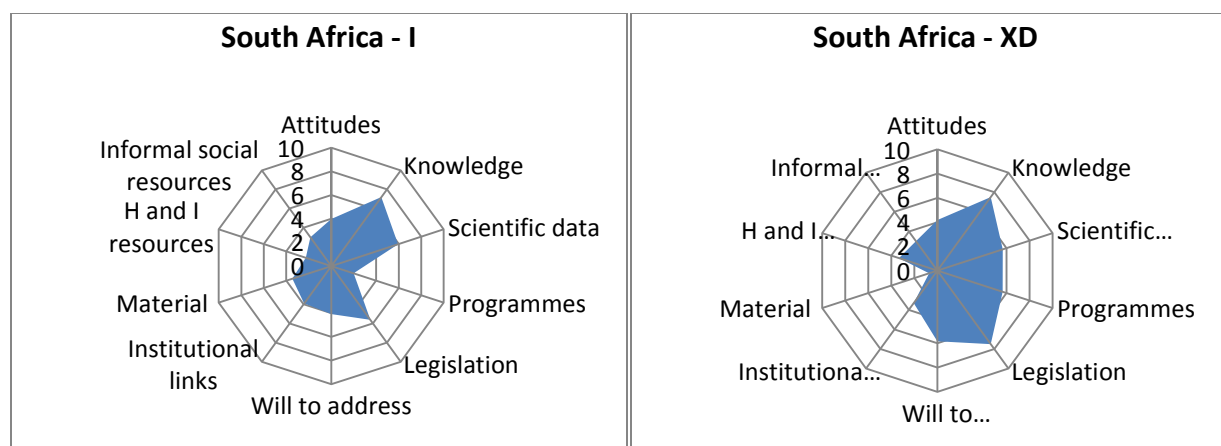 South Africa - I
Attitudes
Knowledge
Scientific data
Programmes
Legislation
Will to address
Institutional
links
Material
H and I
resources
Informal social
resources
10
8
6
4
2
0
South Africa - XD
Attitudes
Knowledge
Scientific...
Programmes
Legislation
Will to...
Instituciona...
Material
H and I...
Informal...
10
8
6
4
2
0